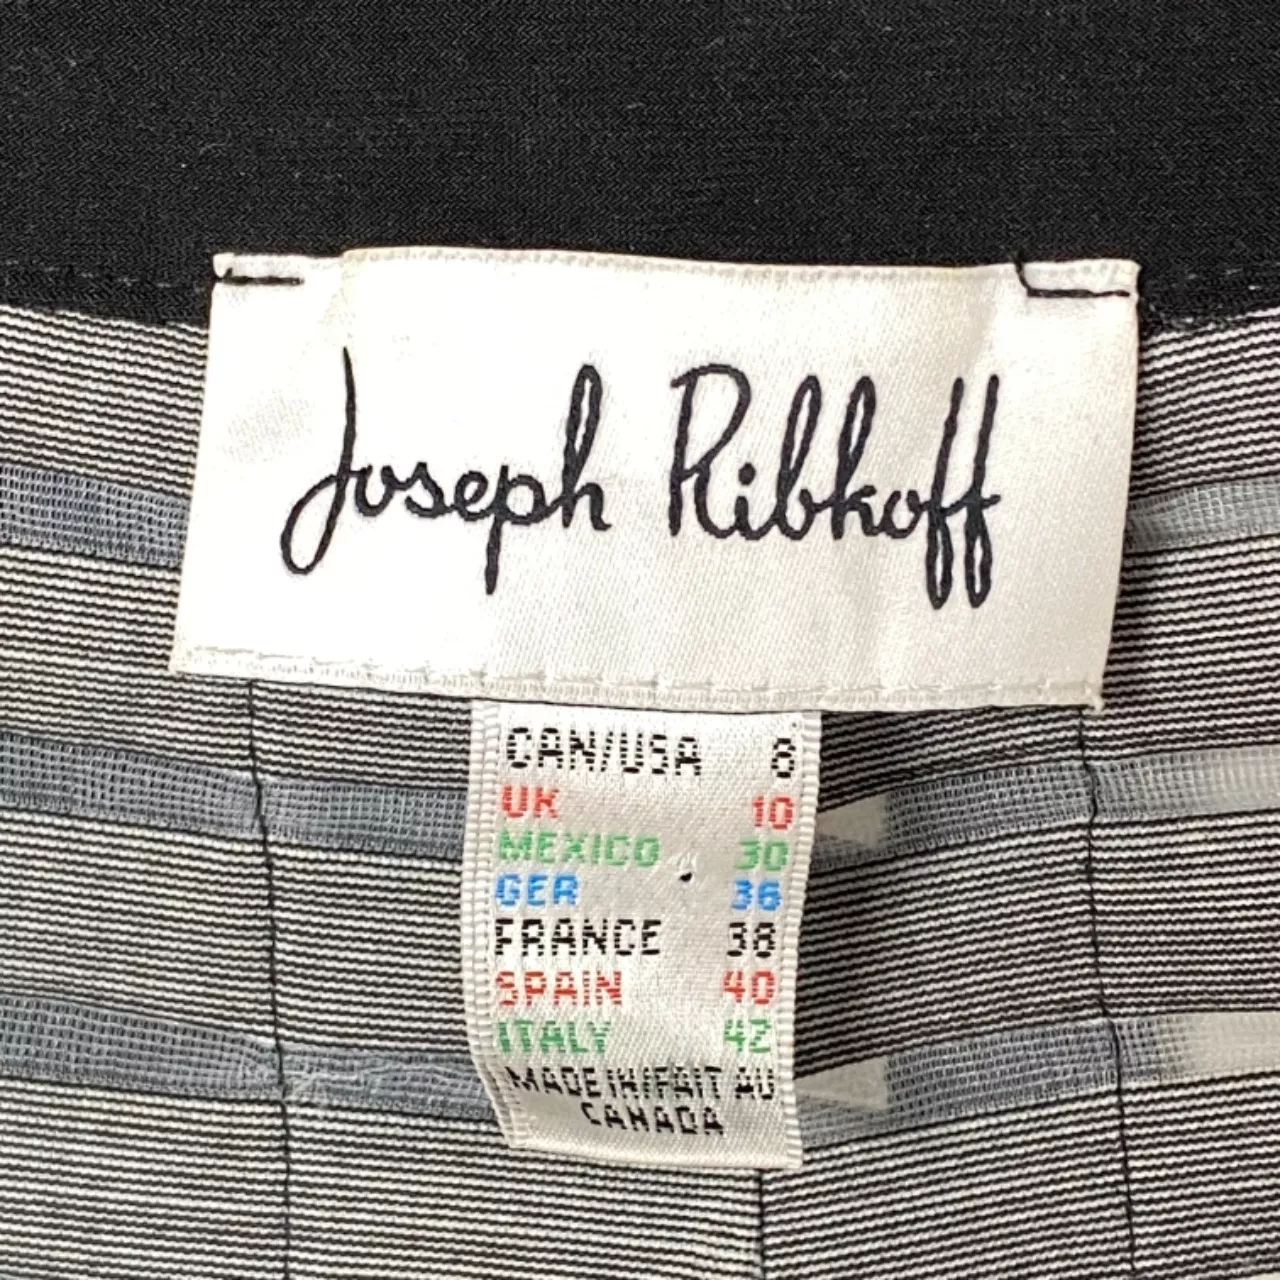 Joseph Ribkoff
CAN/USA 8
UK 10
MEXICO 30
GER 36
FRANCE 38
SPAIN 40
ITALY 42
MADE IN/FAIT AU
CANADA